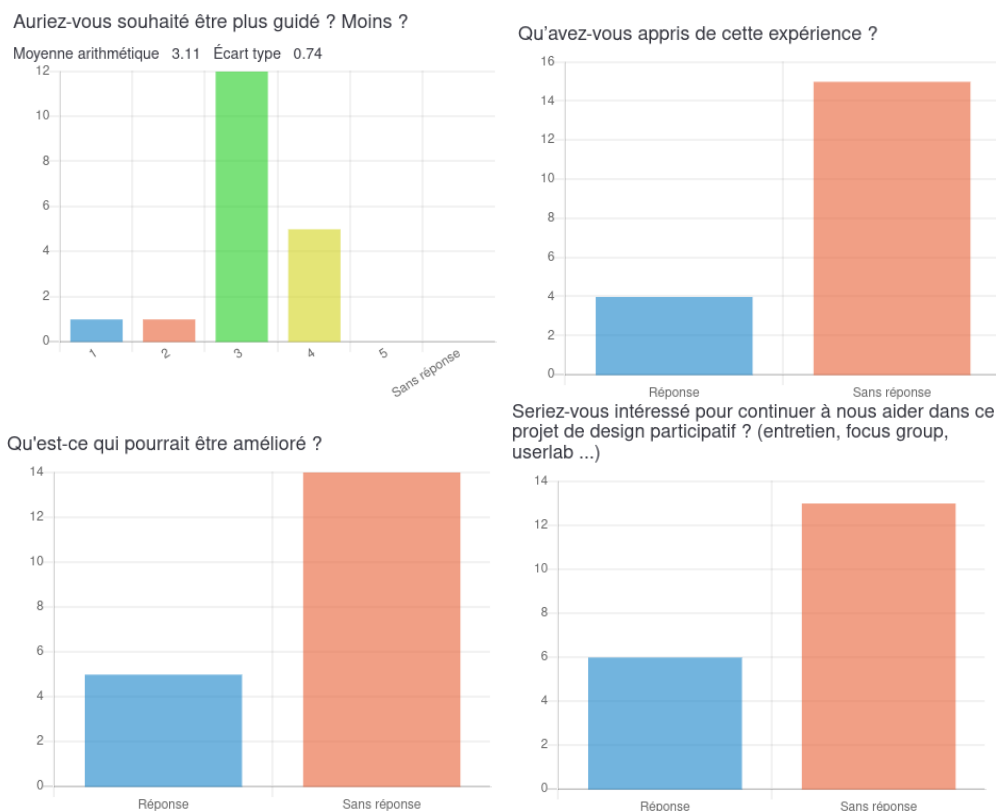 Auriez-vous souhaité être plus guidé ? Moins ?
Moyenne arithmétique 3.11 Écart type 0.74
12
10
8
6
4
2
0
1
2
3
4
5
Sans réponse
Qu’avez-vous appris de cette expérience ?
16
14
12
10
8
6
4
2
0
Réponse
Sans réponse
Qu'est-ce qui pourrait être amélioré ?
14
12
10
8
6
4
2
0
Réponse
Sans réponse
Seriez-vous intéressé pour continuer à nous aider dans ce
projet de design participatif ? (entretien, focus group,
userlab ...)
14
12
10
8
6
4
2
0
Réponse
Sans réponse